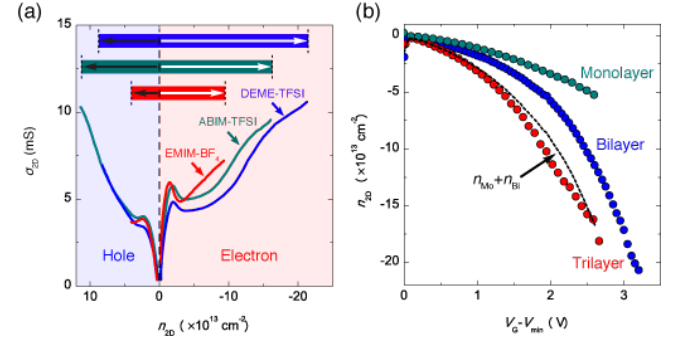 (a)
15
10
5
0
σ2D (mS)
DEME-TFSI
ABIM-TFSI
EMIM-BF4
Hole
Electron
10
0
-10
-20
n2D (×10^13 cm^-2)
(b)
0
-5
-10
-15
-20
n2D (×10^13 cm^-2)
Monolayer
Bilayer
nMo+nBi
Trilayer
0
1
2
3
VG-Vmin (V)